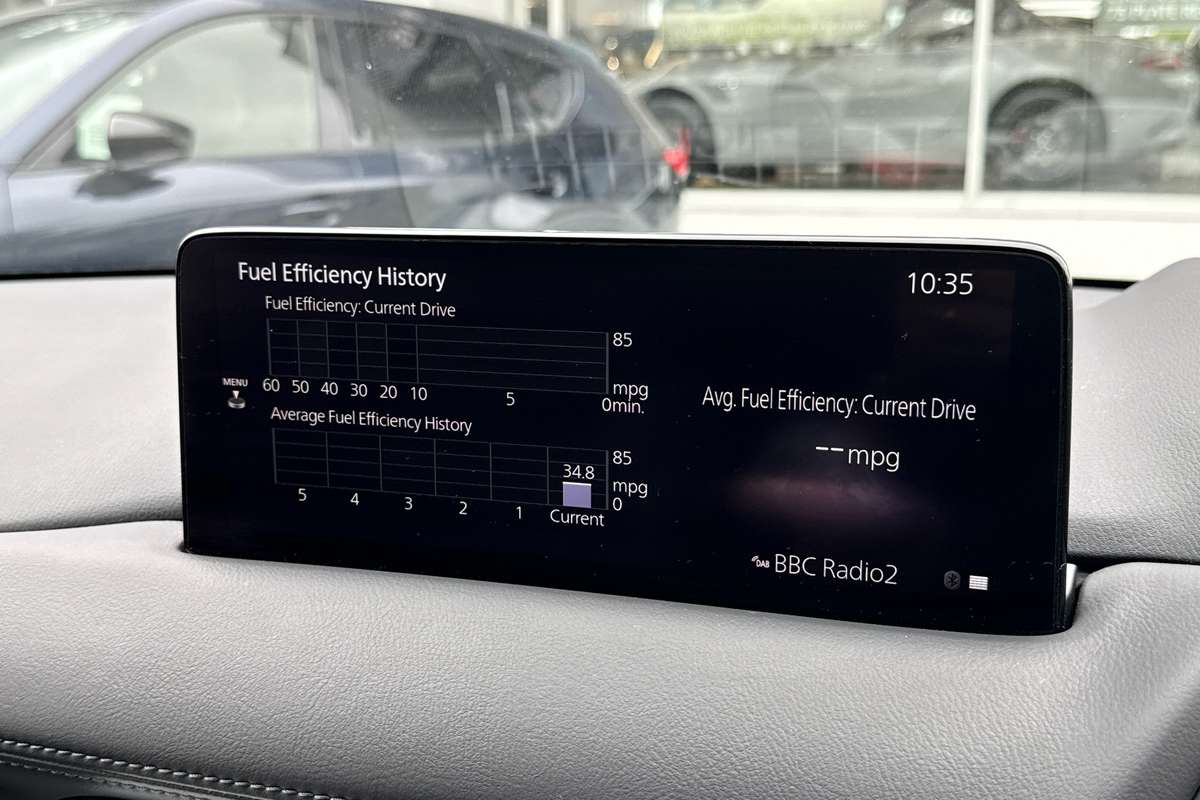 Fuel Efficiency History
10:35
Fuel Efficiency: Current Drive
85
mpg
60 50 40 30 20 10 5 0min.
MENU
Average Fuel Efficiency History
85
34.8
mpg
0
5 4 3 2 1 Current
Avg. Fuel Efficiency: Current Drive
--mpg
DAB BBC Radio2